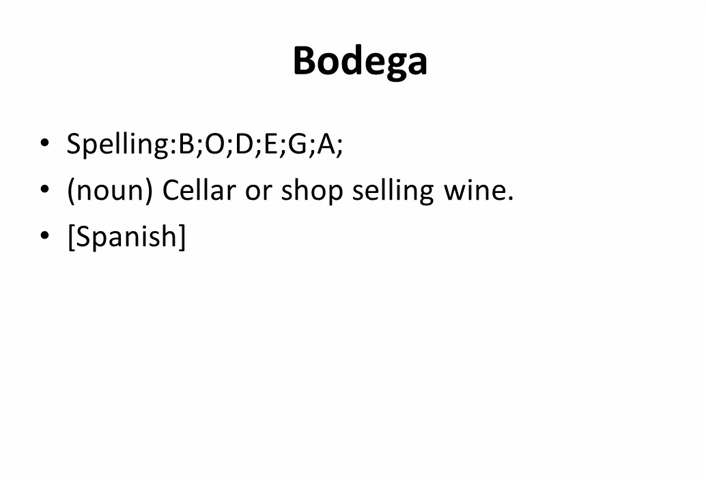 Bodega
• Spelling:B;O;D;E;G;A;
• (noun) Cellar or shop selling wine.
• [Spanish]